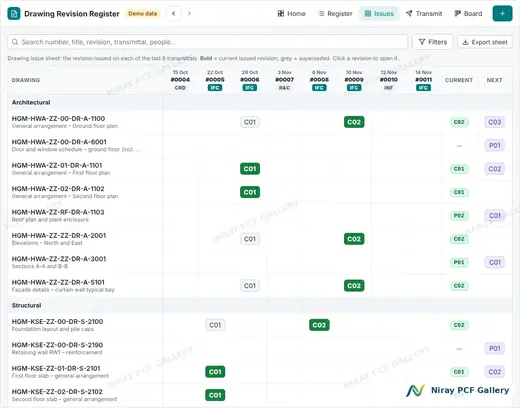 Drawing Revision Register
Demo data
Home
Register
Issues
Transmit
Board
Search number, title, revision, transmittal, people...
Filters
Export sheet
Drawing issue sheet: the revision issued on each of the last 8 transmittals. Bold = current issued revision; grey = superseded. Click a revision to open it.
DRAWING
15 Oct #0004 CRD
22 Oct #0005 IFC
29 Oct #0006 IFC
3 Nov #0007 R&C
6 Nov #0008 IFC
10 Nov #0009 IFC
13 Nov #0010 INF
14 Nov #0011 IFC
CURRENT
NEXT
Architectural
HGM-HWA-ZZ-00-DR-A-1100
General arrangement – Ground floor plan
C01 C02 C02 C03
HGM-HWA-ZZ-00-DR-A-6001
Door and window schedule – ground floor (incl. ...
— P01
HGM-HWA-ZZ-01-DR-A-1101
General arrangement – First floor plan
C01 C01 C02
HGM-HWA-ZZ-02-DR-A-1102
General arrangement – Second floor plan
C01 C01
HGM-HWA-ZZ-RF-DR-A-1103
Roof plan and plant enclosure
P02 C01
HGM-HWA-ZZ-ZZ-DR-A-2001
Elevations – North and East
C01 C02 C02
HGM-HWA-ZZ-ZZ-DR-A-3001
Sections A-A and B-B
P01 C01
HGM-HWA-ZZ-ZZ-DR-A-5101
Façade details – curtain wall typical bay
C01 C02 C02
Structural
HGM-KSE-ZZ-00-DR-S-2100
Foundation layout and pile caps
C01 C02 C02
HGM-KSE-ZZ-00-DR-S-2190
Retaining wall RW1 – reinforcement
— P01
HGM-KSE-ZZ-01-DR-S-2101
First floor slab – general arrangement
C01 C01 C02
HGM-KSE-ZZ-02-DR-S-2102
Second floor slab – general arrangement
C01
Niray PCF Gallery
NIRAY PCF GALLERY